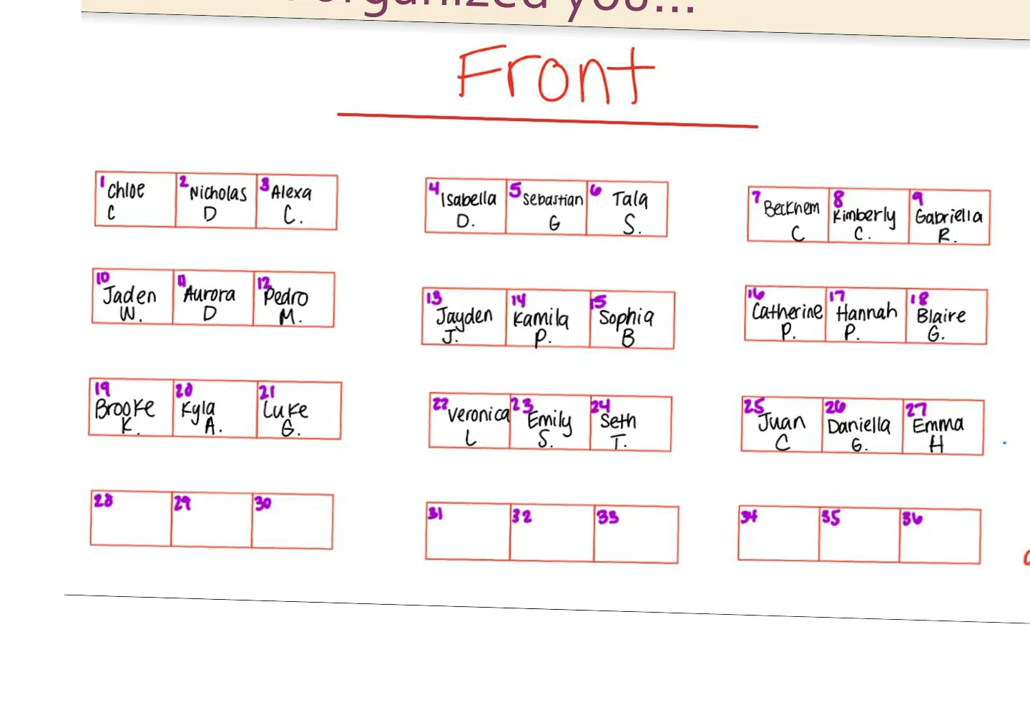 organized you...
Front
1 Chloe C
2 Nicholas D
3 Alexa C.
4 Isabella D.
5 Sebastian G
6 Tala S.
7 Becknem C
8 Kimberly C.
9 Gabriella R.
10 Jaden W.
11 Aurora D
12 Pedro M.
13 Jayden J.
14 Kamila P.
15 Sophia B
16 Catherine P.
17 Hannah P.
18 Blaire G.
19 Brooke K.
20 Kyla A.
21 Luke G.
22 Veronica L
23 Emily S.
24 Seth T.
25 Juan C
26 Daniella G.
27 Emma H
28
29
30
31
32
33
34
35
36